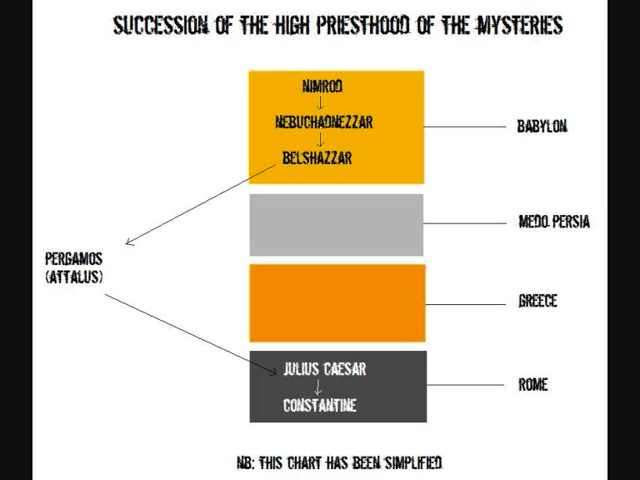 SUCCESSION OF THE HIGH PRIESTHOOD OF THE MYSTERIES
NIMROD
NEBUCHADNEZZAR
BELSHAZZAR
BABYLON
MEDO PERSIA
PERGAMOS
(ATTALUS)
GREECE
JULIUS CAESAR
CONSTANTINE
ROME
NB: THIS CHART HAS BEEN SIMPLIFIED